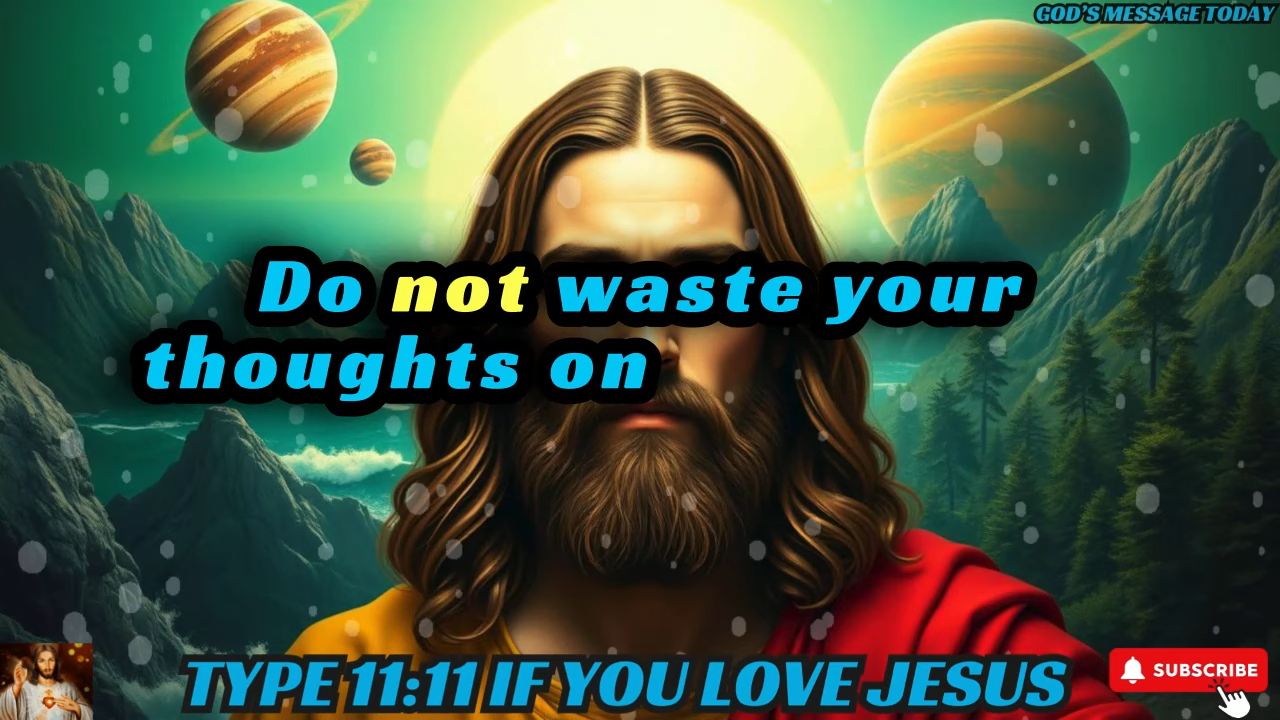 GOD'S MESSAGE TODAY
Do not waste your
thoughts on
TYPE 11:11 IF YOU LOVE JESUS
SUBSCRIBE